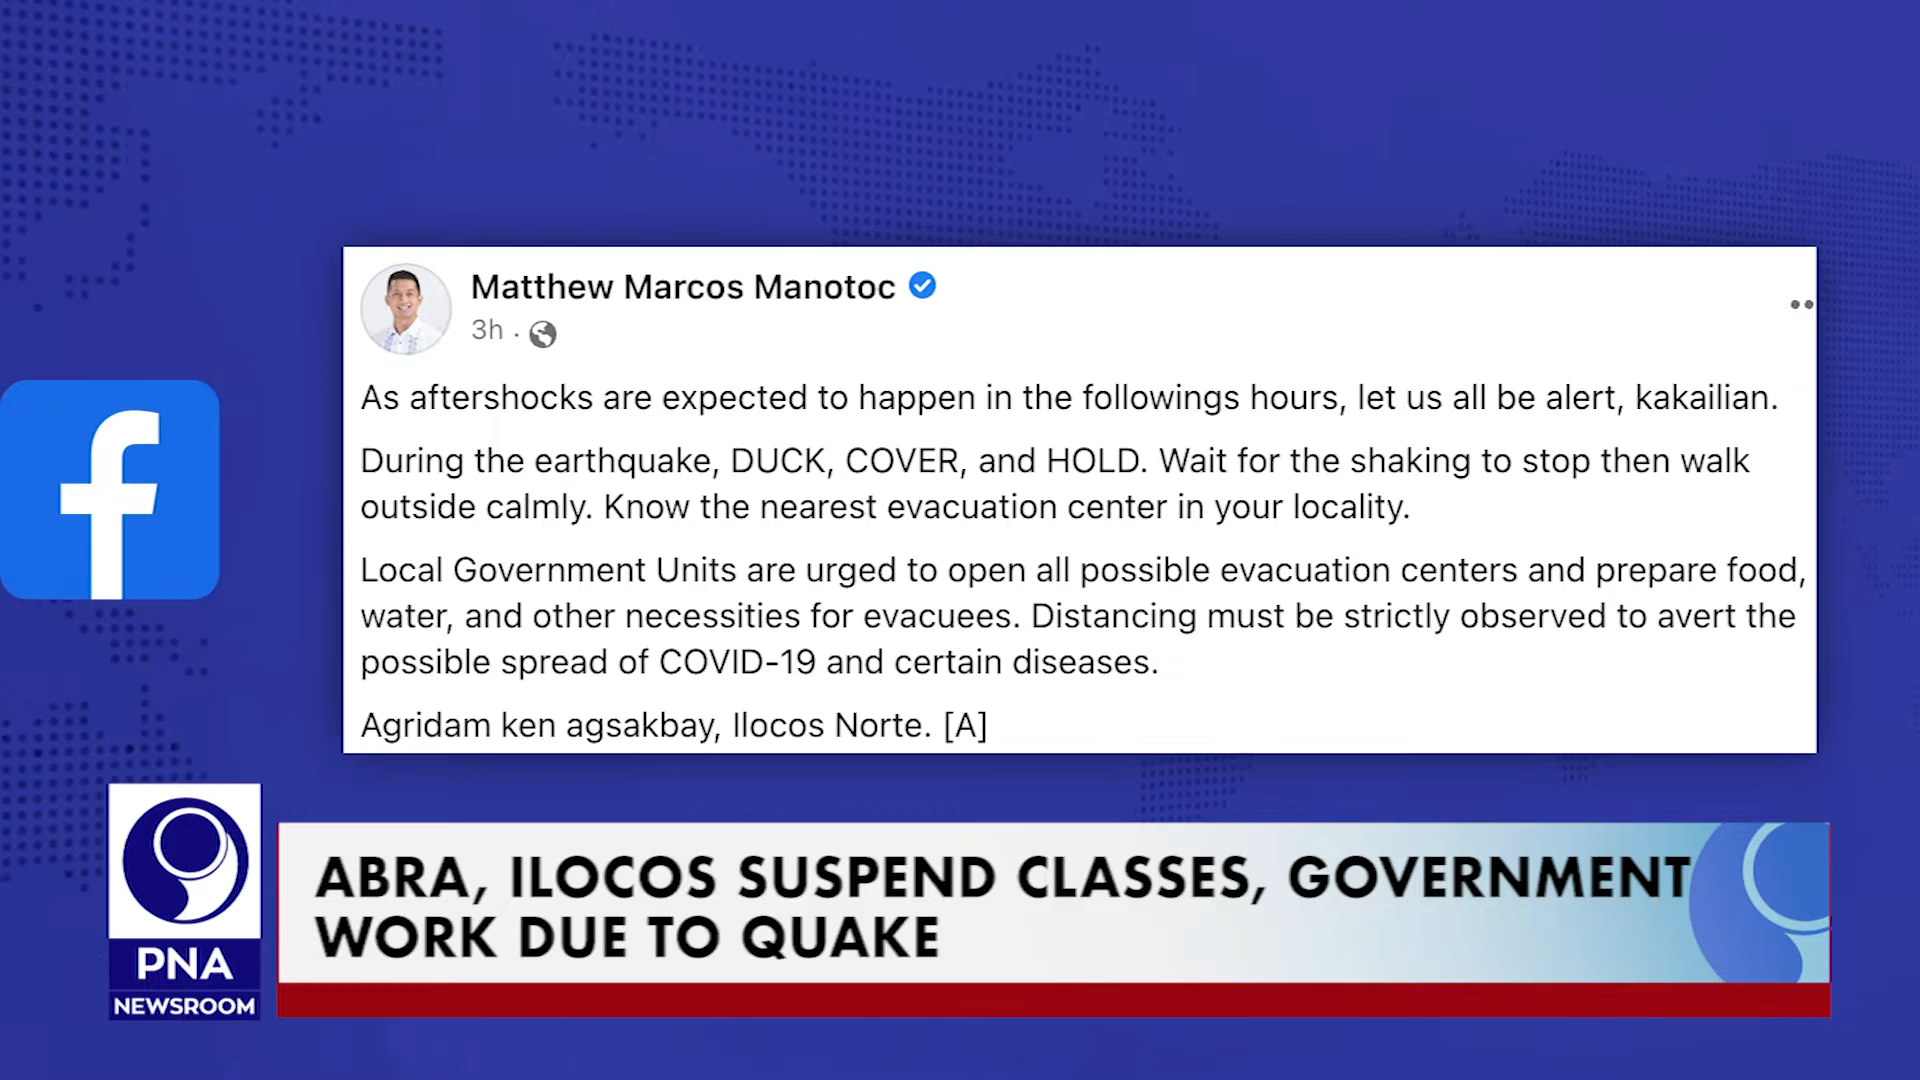 Matthew Marcos Manotoc
3h ·
As aftershocks are expected to happen in the followings hours, let us all be alert, kakailian.
During the earthquake, DUCK, COVER, and HOLD. Wait for the shaking to stop then walk
outside calmly. Know the nearest evacuation center in your locality.
Local Government Units are urged to open all possible evacuation centers and prepare food,
water, and other necessities for evacuees. Distancing must be strictly observed to avert the
possible spread of COVID-19 and certain diseases.
Agridam ken agsakbay, Ilocos Norte. [A]
ABRA, ILOCOS SUSPEND CLASSES, GOVERNMENT
WORK DUE TO QUAKE
PNA
NEWSROOM